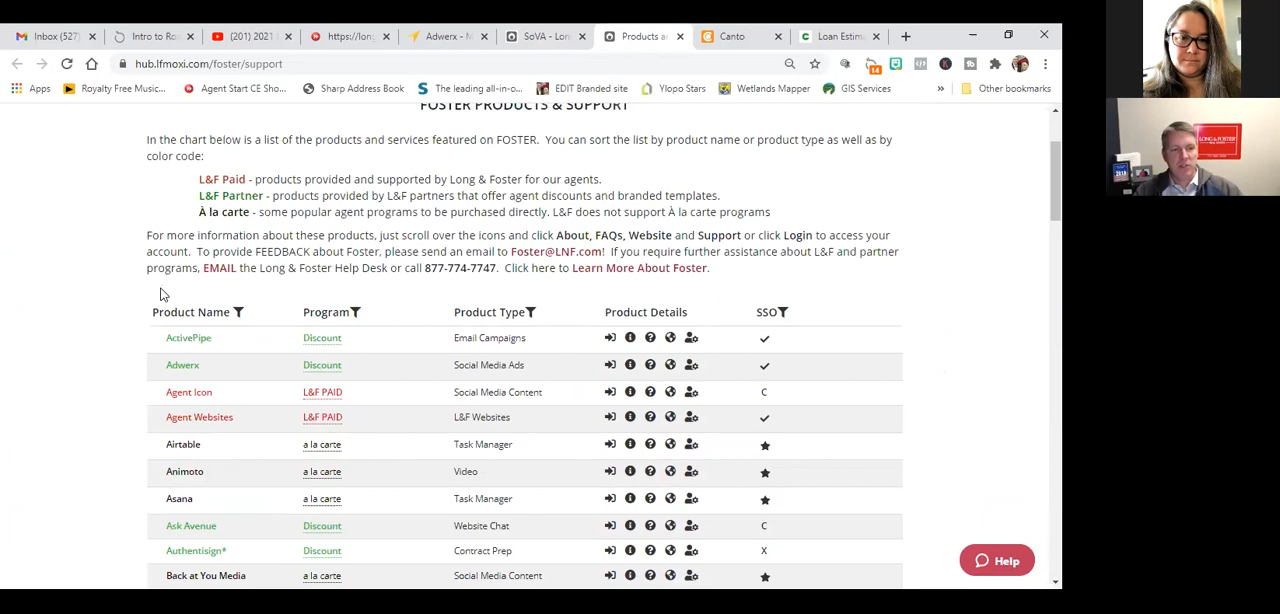 Inbox (527)
Intro to Ro
(201) 2021
https://long
Adwerx - M
SoVA - Lon
Products a
Canto
Loan Estim
hub.lfmoxi.com/foster/support
14
Apps
Royalty Free Music...
Agent Start CE Sho...
Sharp Address Book
The leading all-in-o...
EDIT Branded site
Ylopo Stars
Wetlands Mapper
GIS Services
»
Other bookmarks
FOSTER PRODUCTS & SUPPORT
In the chart below is a list of the products and services featured on FOSTER. You can sort the list by product name or product type as well as by
color code:
L&F Paid - products provided and supported by Long & Foster for our agents.
L&F Partner - products provided by L&F partners that offer agent discounts and branded templates.
À la carte - some popular agent programs to be purchased directly. L&F does not support À la carte programs
For more information about these products, just scroll over the icons and click About, FAQs, Website and Support or click Login to access your
account. To provide FEEDBACK about Foster, please send an email to Foster@LNF.com! If you require further assistance about L&F and partner
programs, EMAIL the Long & Foster Help Desk or call 877-774-7747. Click here to Learn More About Foster.
Product Name Program Product Type Product Details SSO
ActivePipe Discount Email Campaigns
Adwerx Discount Social Media Ads
Agent Icon L&F PAID Social Media Content C
Agent Websites L&F PAID L&F Websites
Airtable a la carte Task Manager
Animoto a la carte Video
Asana a la carte Task Manager
Ask Avenue Discount Website Chat C
Authentisign* Discount Contract Prep X
Back at You Media a la carte Social Media Content
Help
LONG & FOSTER